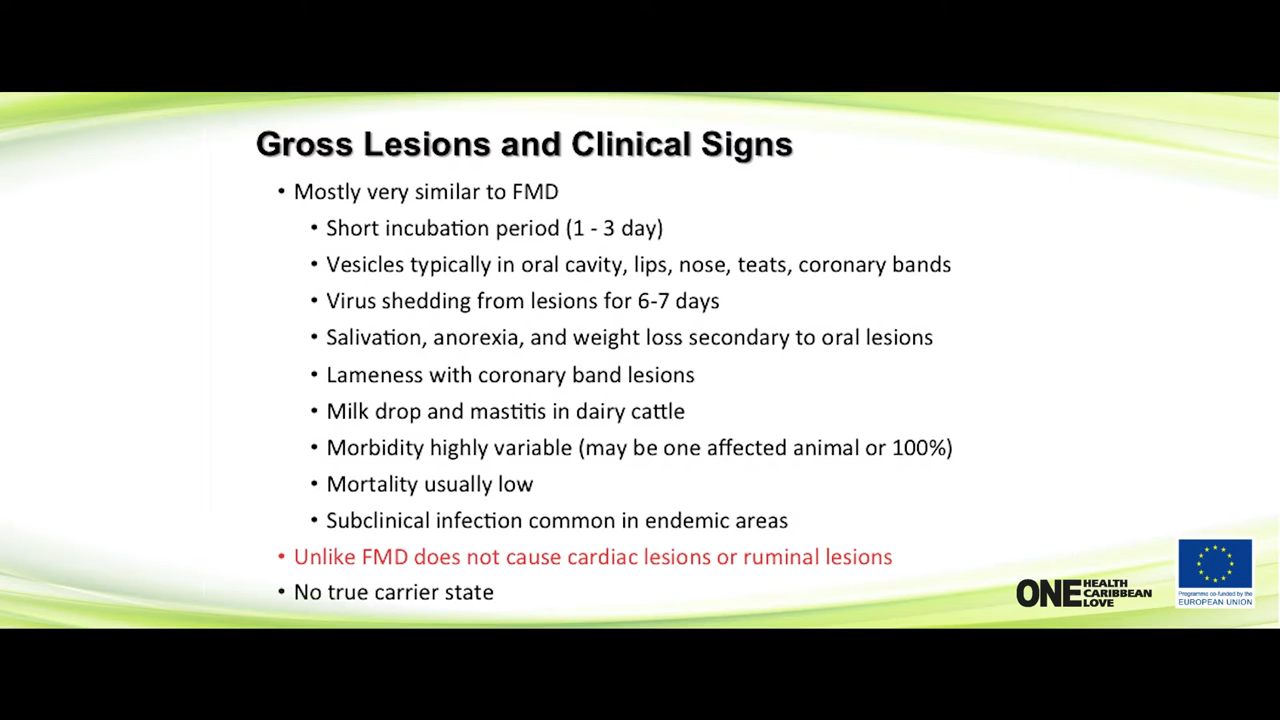 Gross Lesions and Clinical Signs
• Mostly very similar to FMD
• Short incubation period (1 - 3 day)
• Vesicles typically in oral cavity, lips, nose, teats, coronary bands
• Virus shedding from lesions for 6-7 days
• Salivation, anorexia, and weight loss secondary to oral lesions
• Lameness with coronary band lesions
• Milk drop and mastitis in dairy cattle
• Morbidity highly variable (may be one affected animal or 100%)
• Mortality usually low
• Subclinical infection common in endemic areas
• Unlike FMD does not cause cardiac lesions or ruminal lesions
• No true carrier state
ONE HEALTH
CARIBBEAN
LOVE
Programme co-funded by the
EUROPEAN UNION